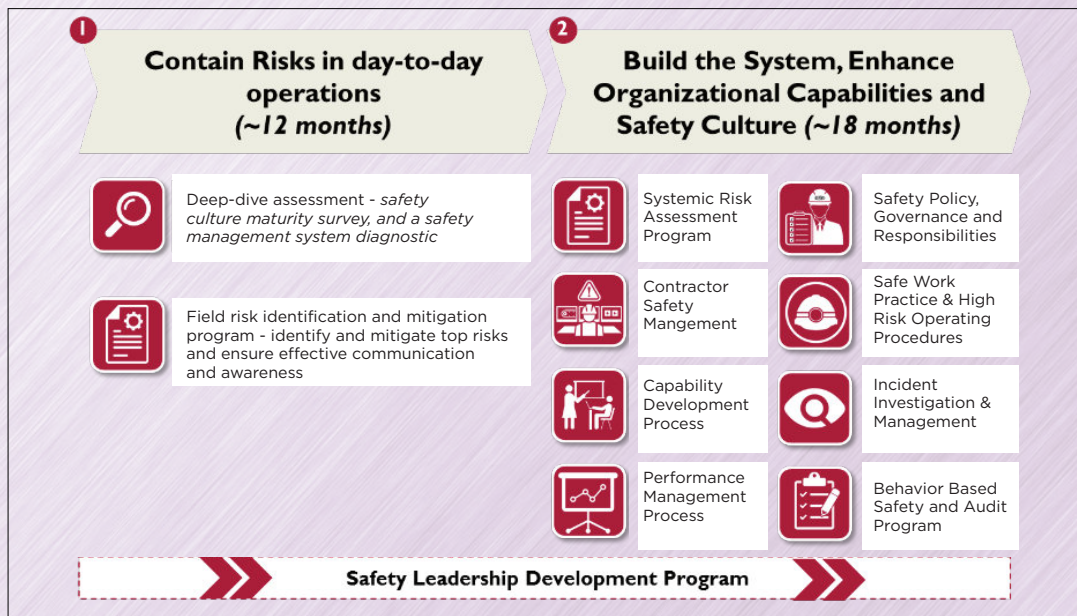 1
Contain Risks in day-to-day
operations
(~12 months)
Deep-dive assessment - safety
culture maturity survey, and a safety
management system diagnostic
Field risk identification and mitigation
program - identify and mitigate top risks
and ensure effective communication
and awareness
2
Build the System, Enhance
Organizational Capabilities and
Safety Culture (~18 months)
Systemic Risk
Assessment
Program
Safety Policy,
Governance and
Responsibilities
Contractor
Safety
Mangement
Safe Work
Practice & High
Risk Operating
Procedures
Capability
Development
Process
Incident
Investigation &
Management
Performance
Management
Process
Behavior Based
Safety and Audit
Program
Safety Leadership Development Program